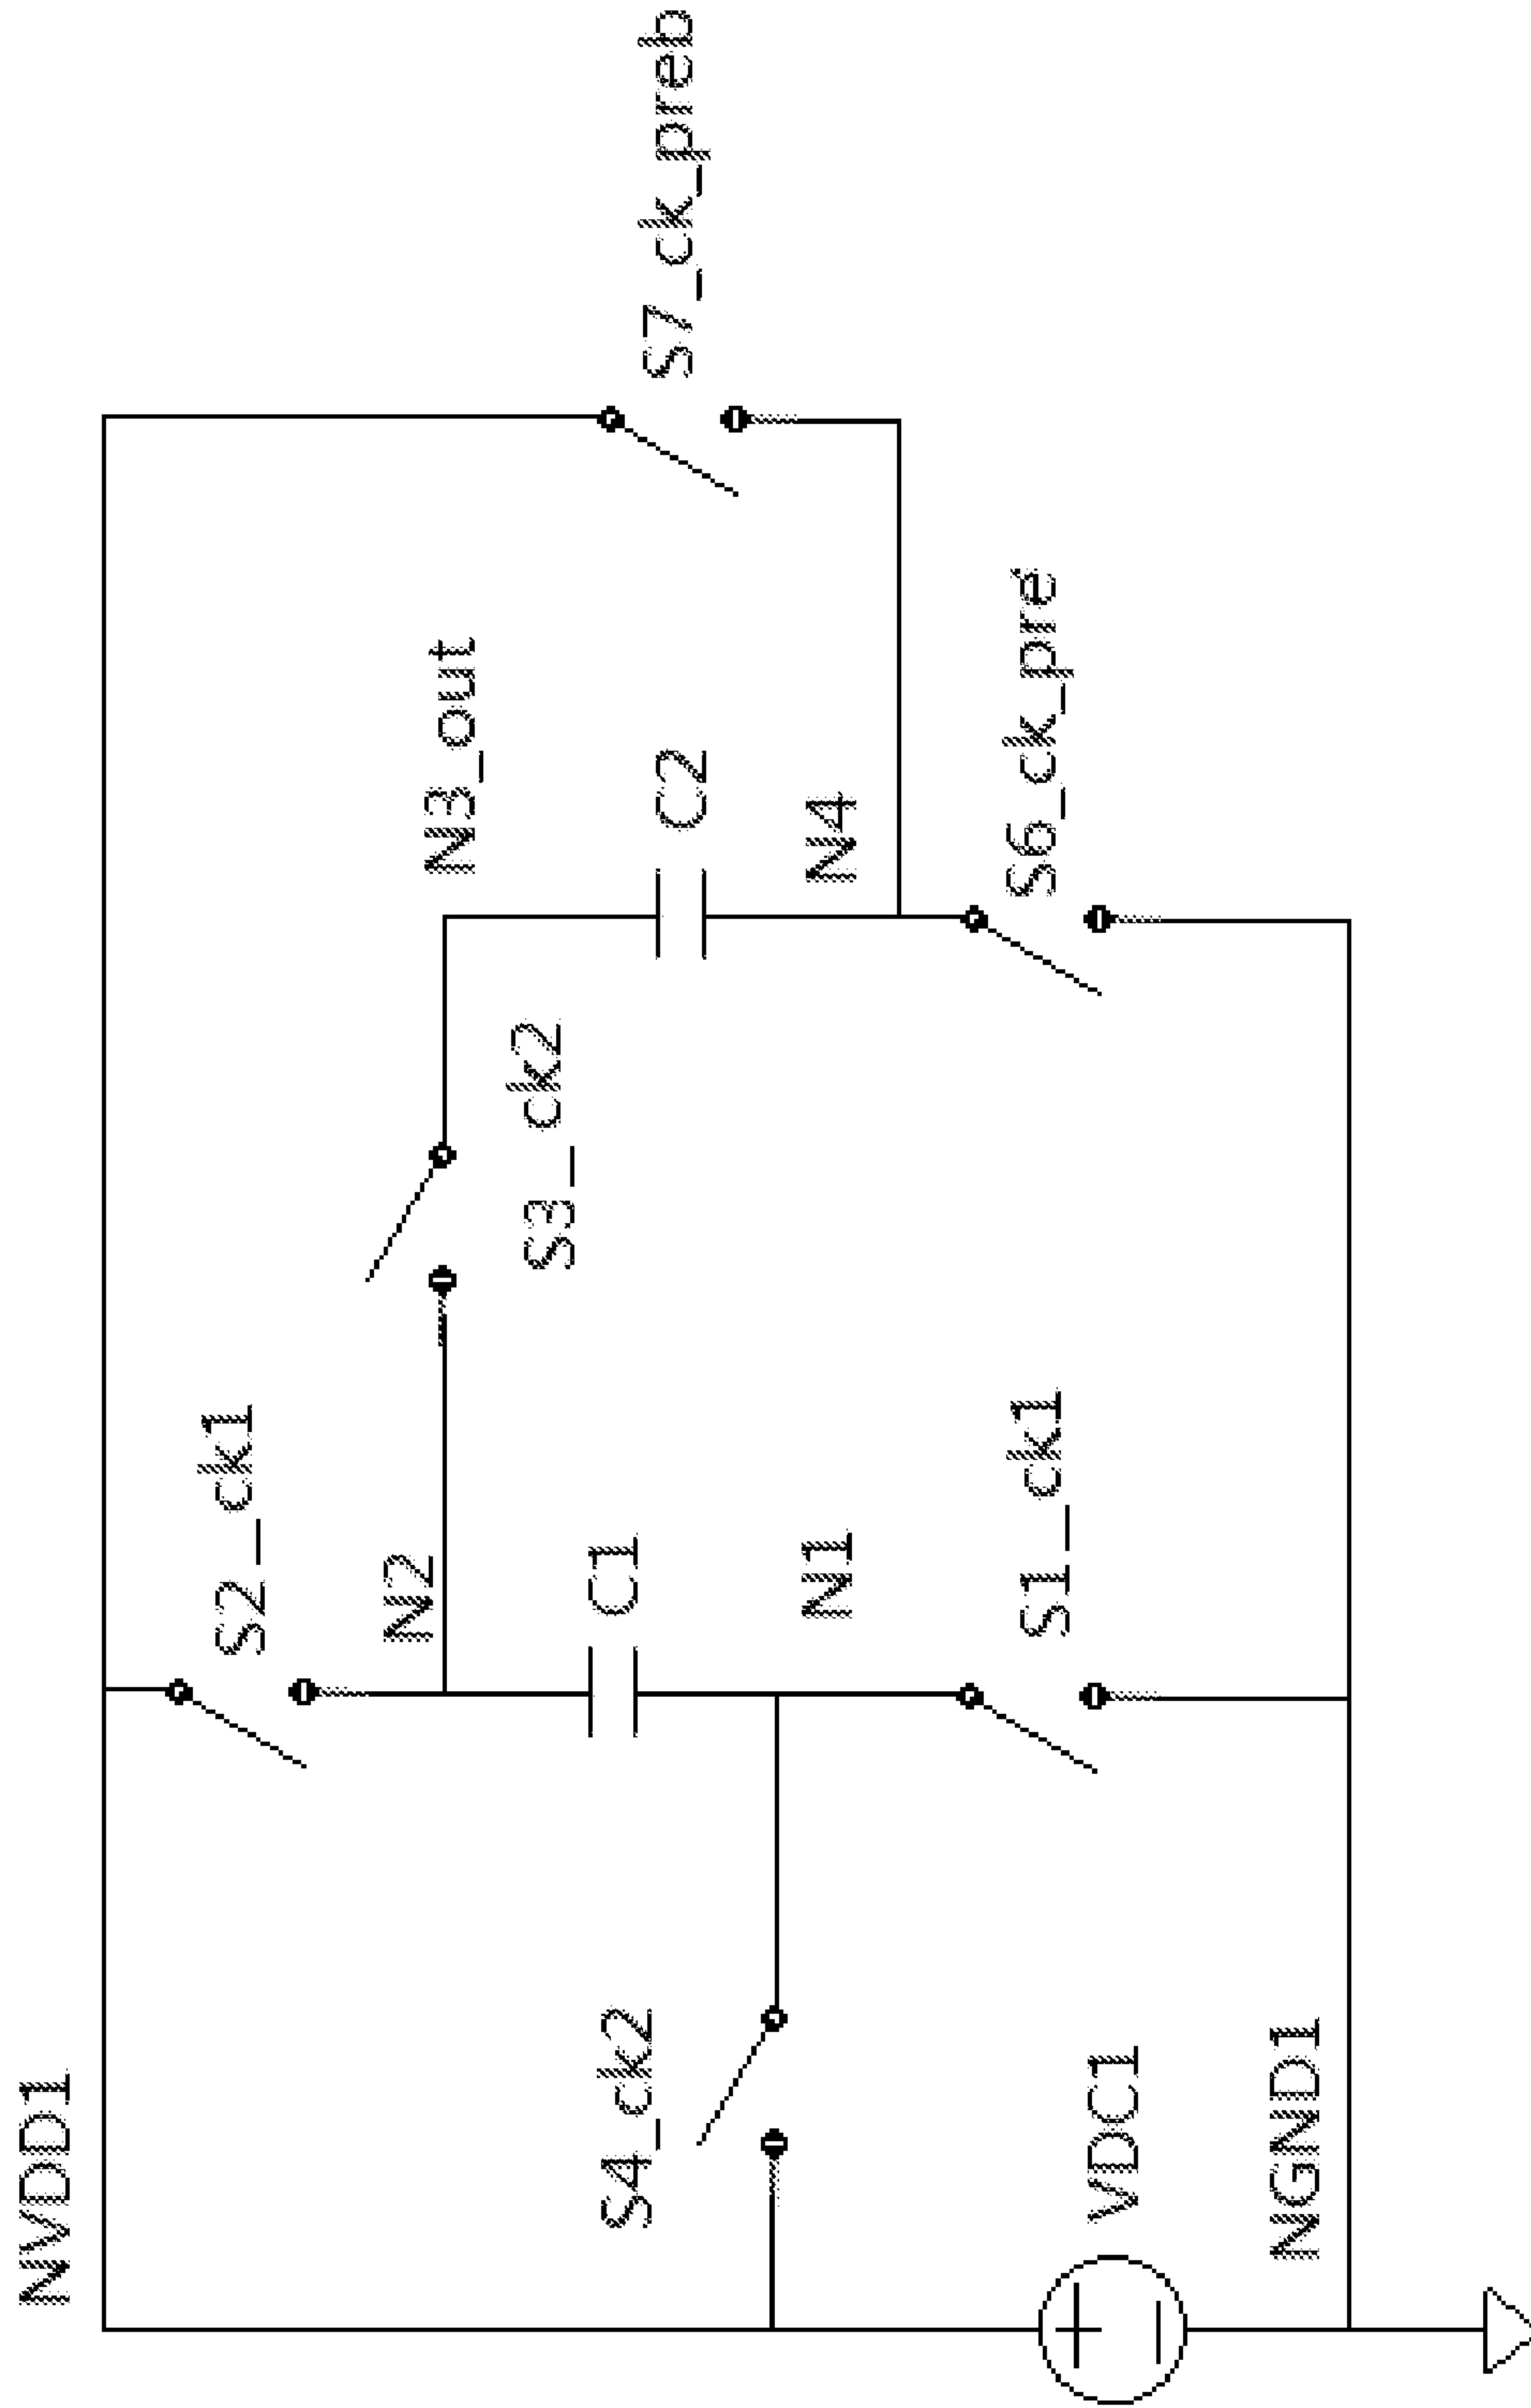 NVDD1
S2_ck1
N2
S3_ck2
N3_out
S7_ck_preb
C1
C2
S4_ck2
N1
N4
VDC1
S1_ck1
S6_ck_pre
NGND1